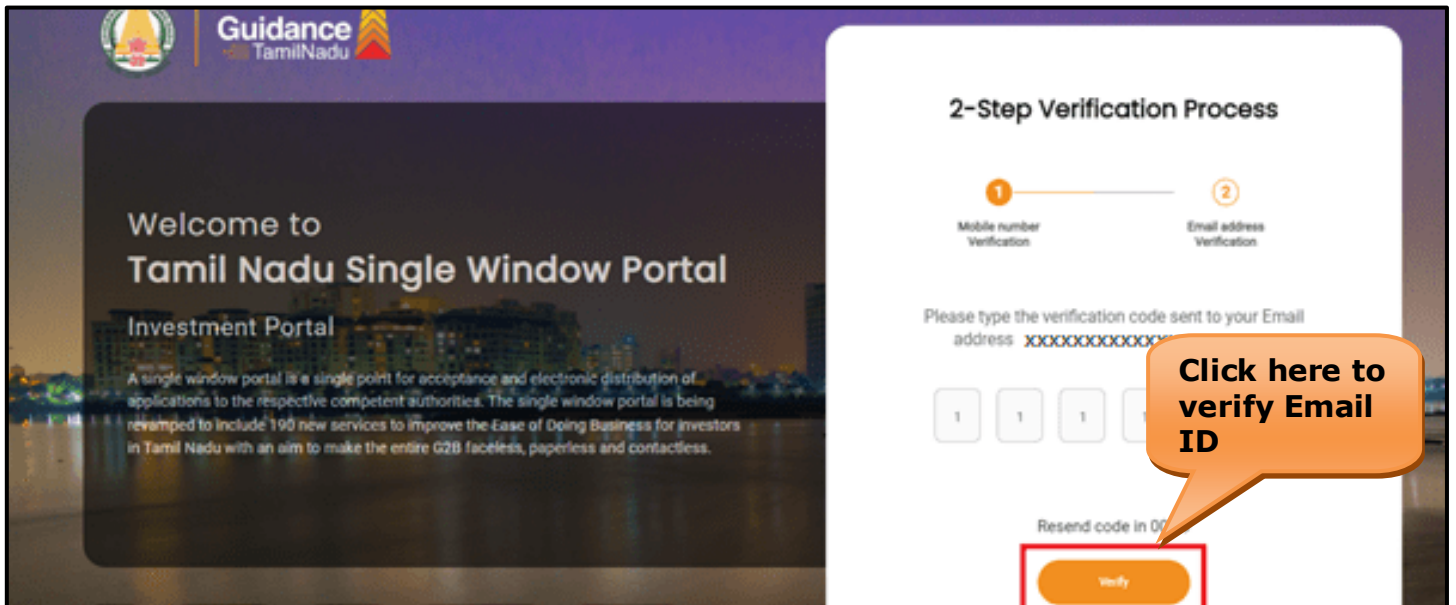 Guidance
TamilNadu
Welcome to
Tamil Nadu Single Window Portal
Investment Portal
A single window portal is a single point for acceptance and electronic distribution of
applications to the respective competent authorities. The single window portal is being
revamped to include 190 new services to improve the Ease of Doing Business for investors
in Tamil Nadu with an aim to make the entire G2B faceless, paperless and contactless.
2-Step Verification Process
1
2
Mobile number
Verification
Email address
Verification
Please type the verification code sent to your Email
address XXXXXXXXXXXX
1 1 1
Click here to
verify Email
ID
Resend code in
Verify